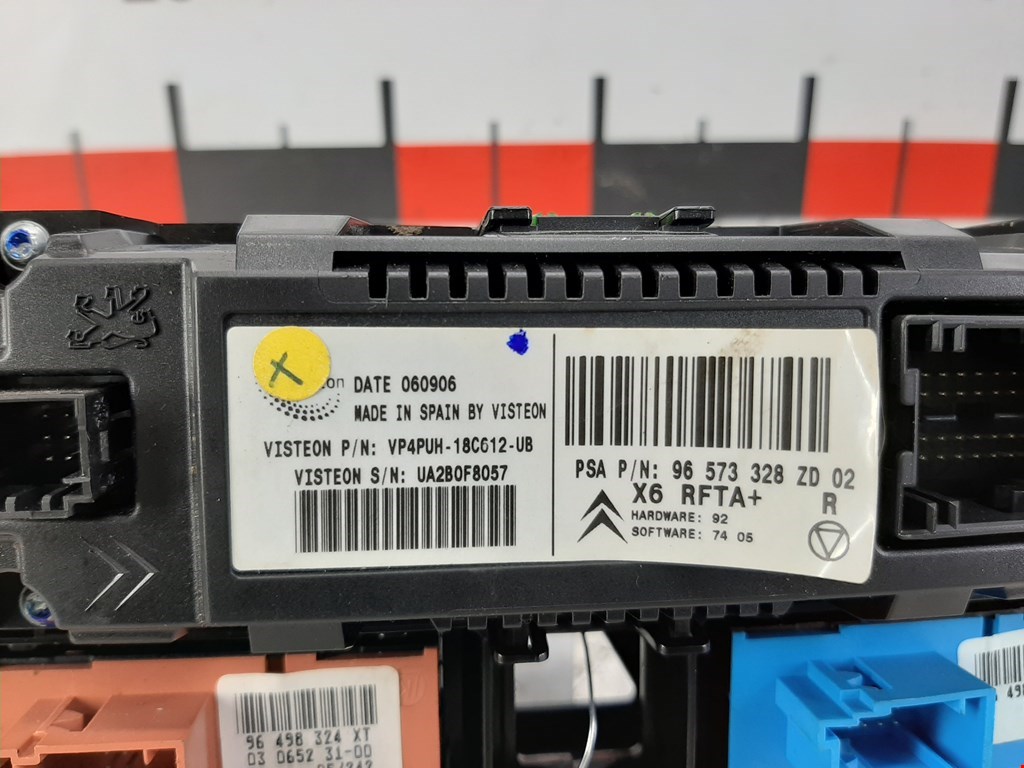 DATE 060906
MADE IN SPAIN BY VISTEON
VISTEON P/N: VP4PUH-18C612-UB
VISTEON S/N: UA2B0F8057
PSA P/N: 96 573 328 ZD 02
X6 RFTA+
R
HARDWARE: 92
SOFTWARE: 74 05
X
96 498 324 XT
03 0652 31-00